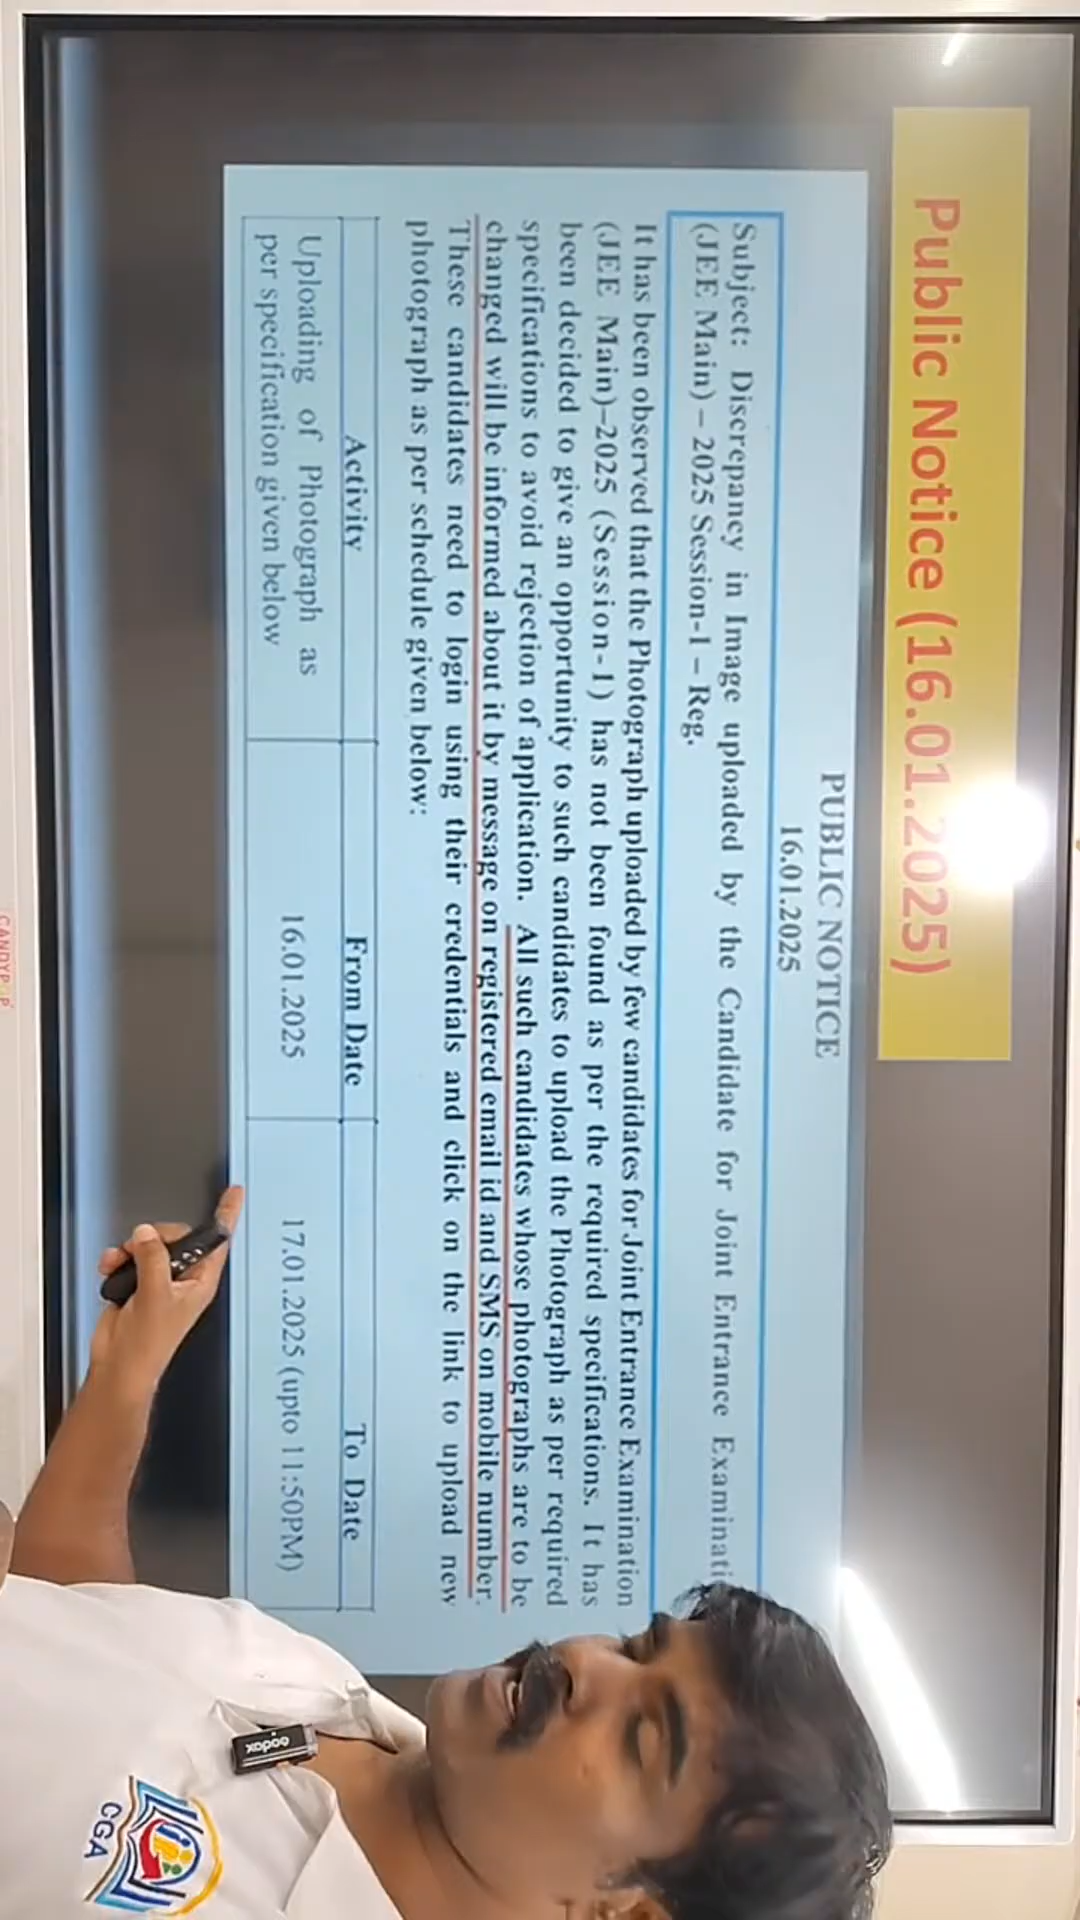 Public Notice (16.01.2025)
PUBLIC NOTICE
16.01.2025
Subject: Discrepancy in Image uploaded by the Candidate for Joint Entrance Examinati
(JEE Main) – 2025 Session-1 – Reg.
It has been observed that the Photograph uploaded by few candidates for Joint Entrance Examination
(JEE Main)–2025 (Session-1) has not been found as per the required specifications. It has
been decided to give an opportunity to such candidates to upload the Photograph as per required
specifications to avoid rejection of application. All such candidates whose photographs are to be
changed will be informed about it by message on registered email id and SMS on mobile number.
These candidates need to login using their credentials and click on the link to upload new
photograph as per schedule given below:
Activity From Date To Date
Uploading of Photograph as
per specification given below
16.01.2025 17.01.2025 (upto 11:50PM)
Godox
CGA